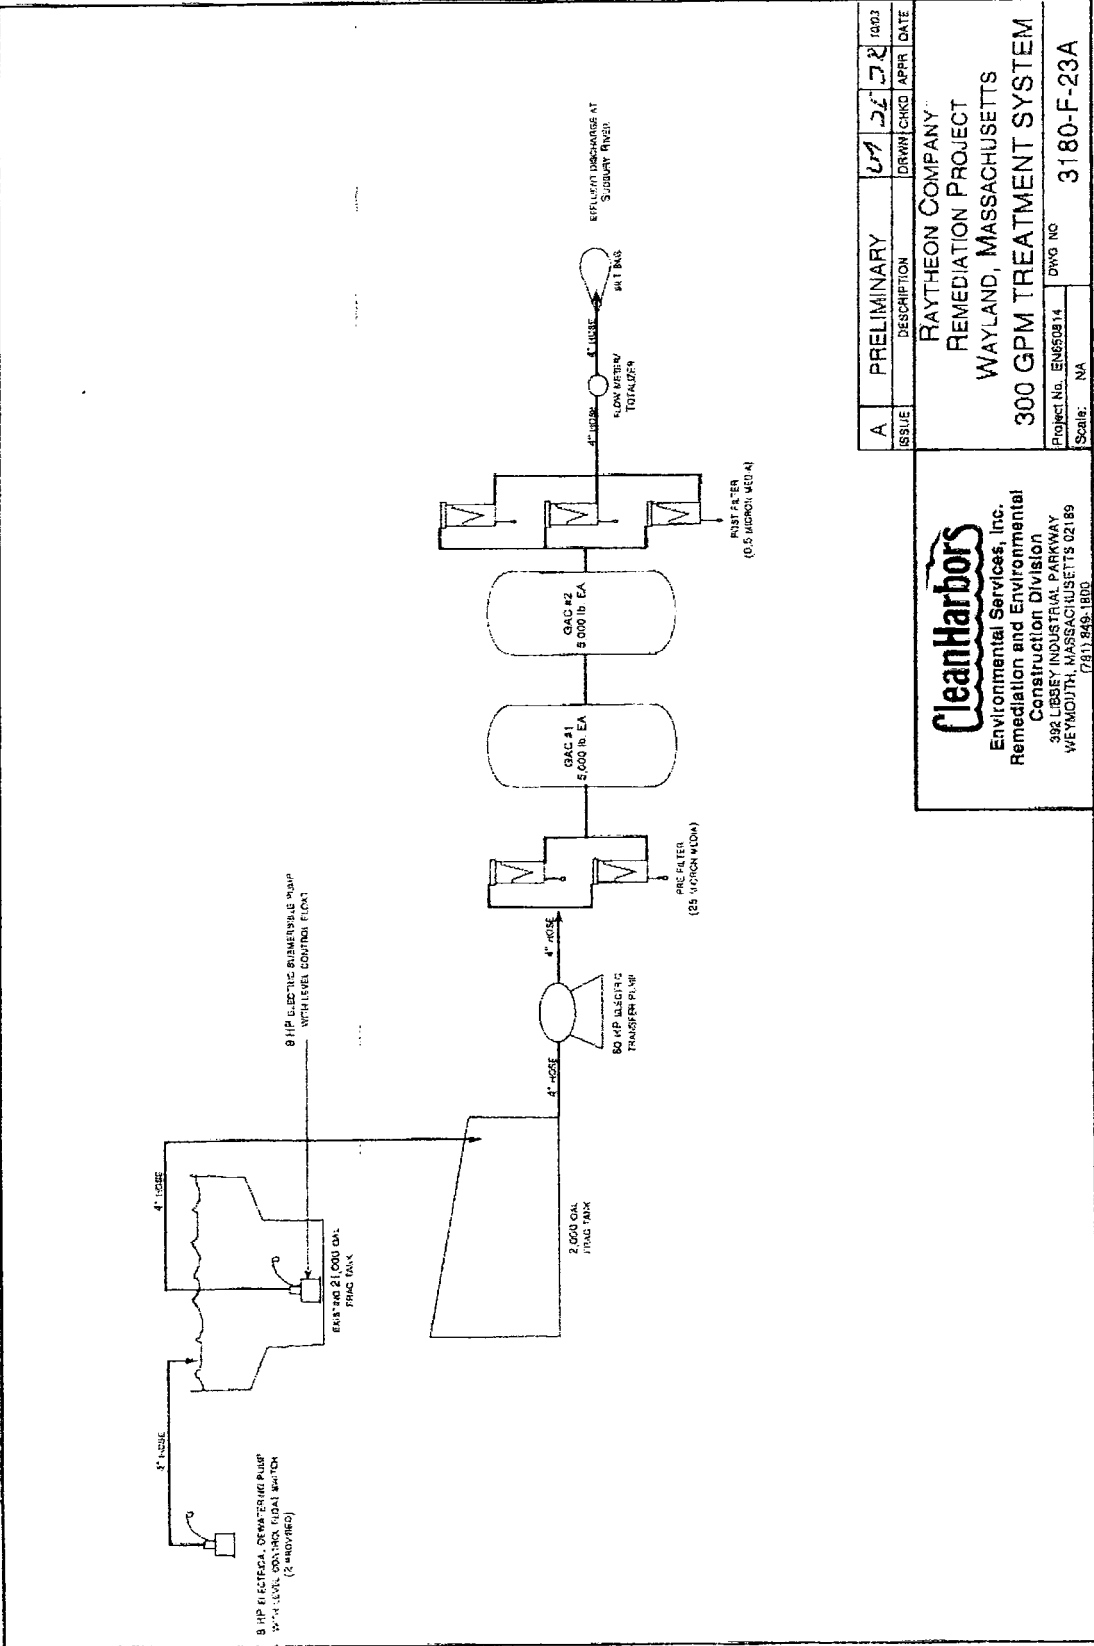 8 HP ELECTRICAL DEWATERING PUMP
WITH LEVEL CONTROL FLOAT SWITCH
(2 PROVIDED)
4" HOSE
4" HOSE
EXISTING 21,000 GAL
FRAC TANK
8 HP ELECTRIC SUBMERSIBLE PUMP
WITH LEVEL CONTROL FLOAT
2,000 GAL
FRAC TANK
4" HOSE
ELECTRIC
TRANSFER PUMP
4" HOSE
PRE FILTER
(25 MICRON MEDIA)
GAC #1
5,000 lb. EA
GAC #2
5,000 lb. EA
POST FILTER
(0.5 MICRON MEDIA)
4" HOSE
FLOW METER/
TOTALIZER
4" HOSE
SILT BAG
EFFLUENT DISCHARGE AT
SUDBURY RIVER
A PRELIMINARY 10/03
ISSUE DESCRIPTION DRWN CHKD APPR DATE
RAYTHEON COMPANY
REMEDIATION PROJECT
WAYLAND, MASSACHUSETTS
300 GPM TREATMENT SYSTEM
Project No. EN650814
DWG NO
3180-F-23A
Scale: NA
CleanHarbors
Environmental Services, Inc.
Remediation and Environmental
Construction Division
392 LIBBEY INDUSTRIAL PARKWAY
WEYMOUTH, MASSACHUSETTS 02189
(781) 849-1800